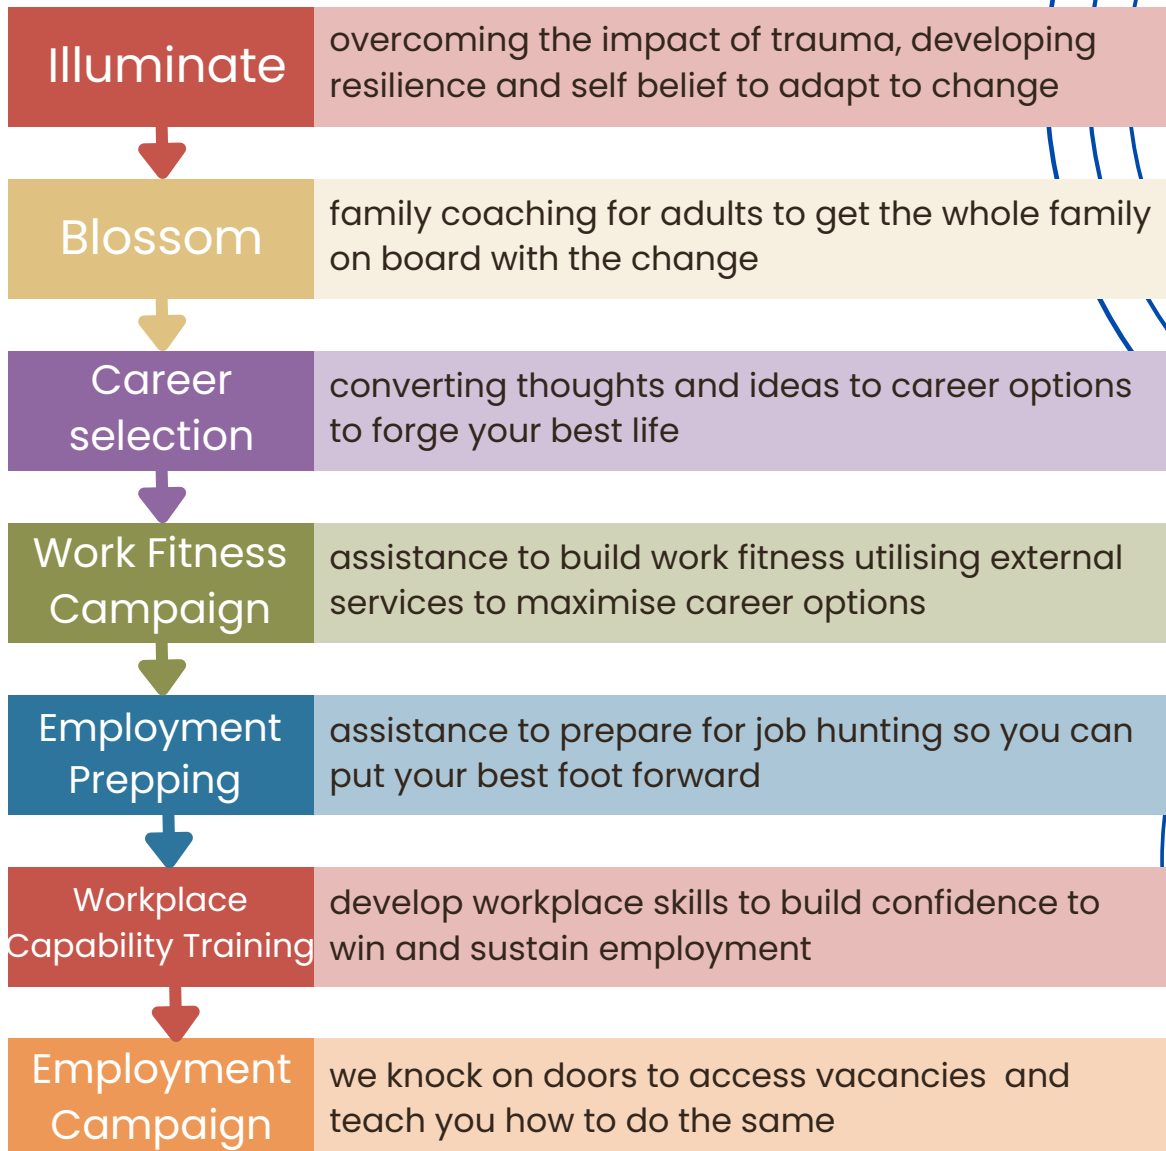 Illuminate
overcoming the impact of trauma, developing
resilience and self belief to adapt to change
Blossom
family coaching for adults to get the whole family
on board with the change
Career
selection
converting thoughts and ideas to career options
to forge your best life
Work Fitness
Campaign
assistance to build work fitness utilising external
services to maximise career options
Employment
Prepping
assistance to prepare for job hunting so you can
put your best foot forward
Workplace
Capability Training
develop workplace skills to build confidence to
win and sustain employment
Employment
Campaign
we knock on doors to access vacancies  and
teach you how to do the same